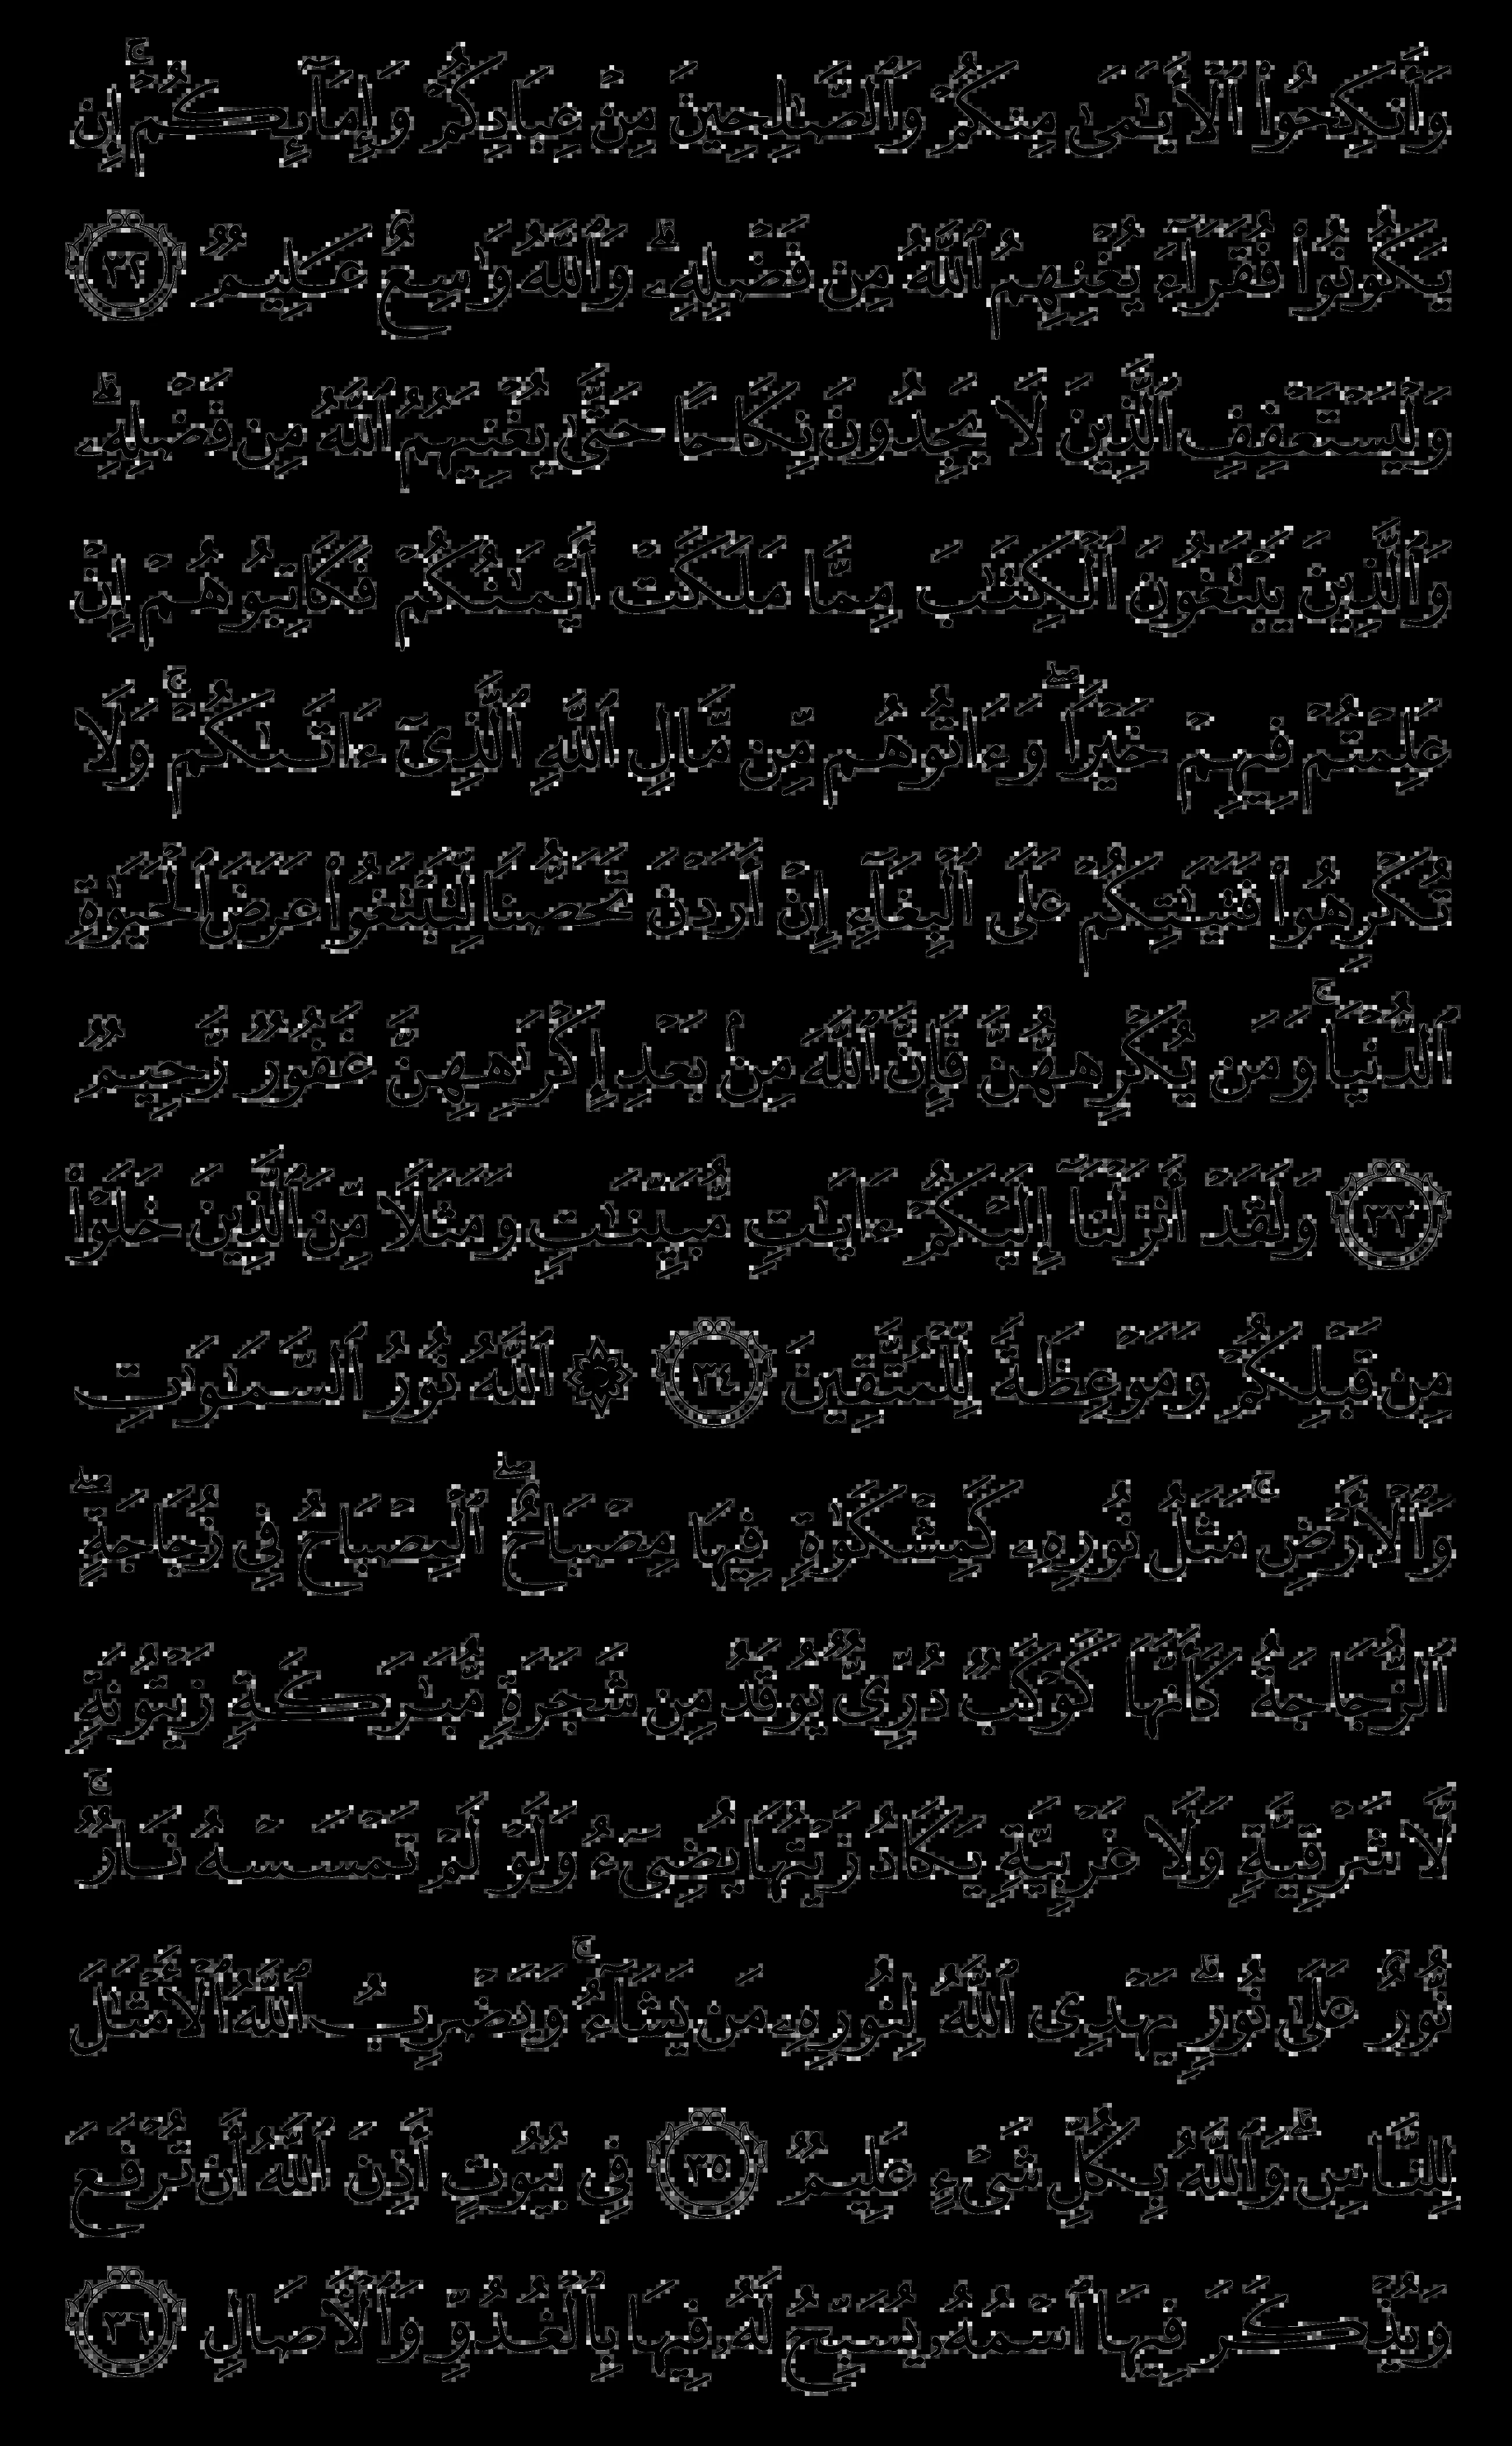 وَأَنكِحُوا۟ ٱلْأَيَـٰمَىٰ مِنكُمْ وَٱلصَّـٰلِحِينَ مِنْ عِبَادِكُمْ وَإِمَآئِكُمْ ۚ إِن
يَكُونُوا۟ فُقَرَآءَ يُغْنِهِمُ ٱللَّهُ مِن فَضْلِهِۦ ۗ وَٱللَّهُ وَٰسِعٌ عَلِيمٌ ٣٢
وَلْيَسْتَعْفِفِ ٱلَّذِينَ لَا يَجِدُونَ نِكَاحًا حَتَّىٰ يُغْنِيَهُمُ ٱللَّهُ مِن فَضْلِهِۦ ۗ
وَٱلَّذِينَ يَبْتَغُونَ ٱلْكِتَـٰبَ مِمَّا مَلَكَتْ أَيْمَـٰنُكُمْ فَكَاتِبُوهُمْ إِنْ
عَلِمْتُمْ فِيهِمْ خَيْرًا ۖ وَءَاتُوهُم مِّن مَّالِ ٱللَّهِ ٱلَّذِىٓ ءَاتَىٰكُمْ ۚ وَلَا
تُكْرِهُوا۟ فَتَيَـٰتِكُمْ عَلَى ٱلْبِغَآءِ إِنْ أَرَدْنَ تَحَصُّنًا لِّتَبْتَغُوا۟ عَرَضَ ٱلْحَيَوٰةِ
ٱلدُّنْيَا ۚ وَمَن يُكْرِههُّنَّ فَإِنَّ ٱللَّهَ مِنۢ بَعْدِ إِكْرَٰهِهِنَّ غَفُورٌ رَّحِيمٌ
٣٣ وَلَقَدْ أَنزَلْنَآ إِلَيْكُمْ ءَايَـٰتٍ مُّبَيِّنَـٰتٍ وَمَثَلًا مِّنَ ٱلَّذِينَ خَلَوْا۟
مِن قَبْلِكُمْ وَمَوْعِظَةً لِّلْمُتَّقِينَ ٣٤ ۞ ٱللَّهُ نُورُ ٱلسَّمَـٰوَٰتِ
وَٱلْأَرْضِ ۚ مَثَلُ نُورِهِۦ كَمِشْكَوٰةٍ فِيهَا مِصْبَاحٌ ۖ ٱلْمِصْبَاحُ فِى زُجَاجَةٍ ۖ
ٱلزُّجَاجَةُ كَأَنَّهَا كَوْكَبٌ دُرِّىٌّ يُوقَدُ مِن شَجَرَةٍ مُّبَـٰرَكَةٍ زَيْتُونَةٍ
لَّا شَرْقِيَّةٍ وَلَا غَرْبِيَّةٍ يَكَادُ زَيْتُهَا يُضِىٓءُ وَلَوْ لَمْ تَمْسَسْهُ نَارٌ ۚ
نُّورٌ عَلَىٰ نُورٍ ۗ يَهْدِى ٱللَّهُ لِنُورِهِۦ مَن يَشَآءُ ۚ وَيَضْرِبُ ٱللَّهُ ٱلْأَمْثَـٰلَ
لِلنَّاسِ ۗ وَٱللَّهُ بِكُلِّ شَىْءٍ عَلِيمٌ ٣٥ فِى بُيُوتٍ أَذِنَ ٱللَّهُ أَن تُرْفَعَ
وَيُذْكَرَ فِيهَا ٱسْمُهُۥ يُسَبِّحُ لَهُۥ فِيهَا بِٱلْغُدُوِّ وَٱلْـَٔاصَالِ ٣٦